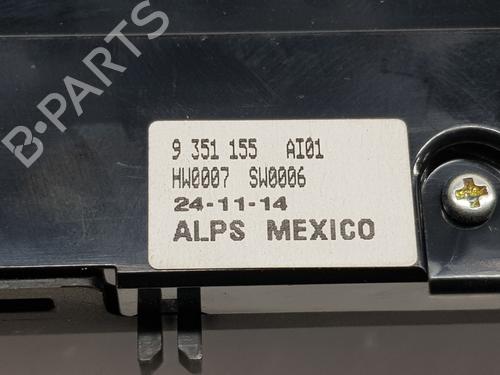 B-PARTS
9 351 155 AI01
HW0007 SW0006
24-11-14
ALPS MEXICO